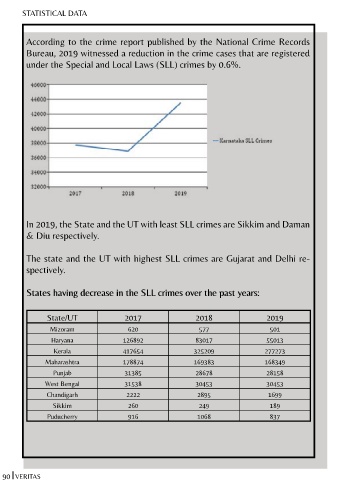 STATISTICAL DATA
According to the crime report published by the National Crime Records
Bureau, 2019 witnessed a reduction in the crime cases that are registered
under the Special and Local Laws (SLL) crimes by 0.6%.
46000
44000
42000
40000
38000
36000
34000
32000
2017 2018 2019
Karnataka SLL Crimes
In 2019, the State and the UT with least SLL crimes are Sikkim and Daman
& Diu respectively.
The state and the UT with highest SLL crimes are Gujarat and Delhi re-
spectively.
States having decrease in the SLL crimes over the past years:
State/UT 2017 2018 2019
Mizoram 620 577 501
Haryana 126892 83017 55013
Kerala 417654 325209 277273
Maharashtra 178874 169383 168349
Punjab 31385 28678 28158
West Bengal 31538 30453 30453
Chandigarh 2222 2895 1699
Sikkim 260 249 189
Puducherry 916 1068 837
90 VERITAS